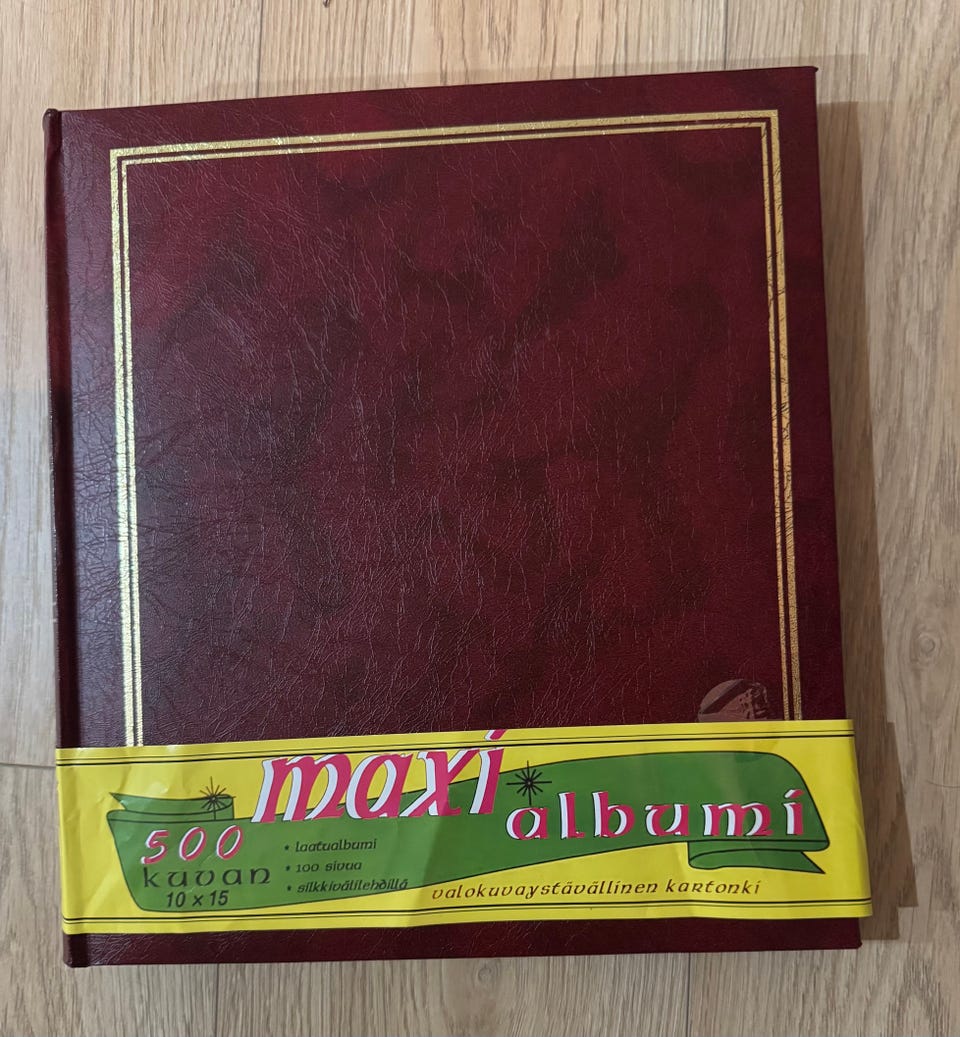 maxi
albumi
500
kuvan
10 x 15
* laatualbumi
* 100 sivua
* silkkivälilehdillä
valokuvaystävällinen kartonki